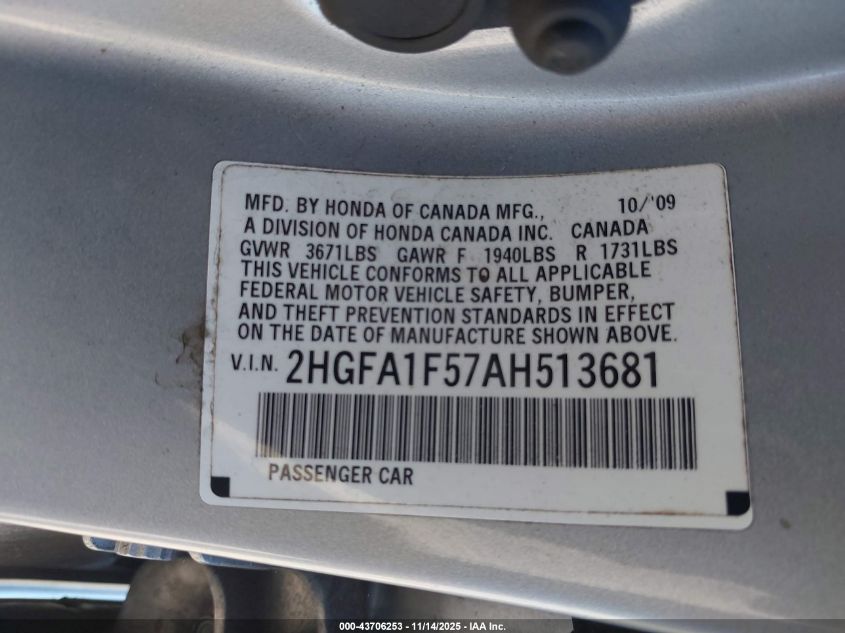 MFD. BY HONDA OF CANADA MFG., 10/'09
A DIVISION OF HONDA CANADA INC. CANADA
GVWR 3671LBS GAWR F 1940LBS R 1731LBS
THIS VEHICLE CONFORMS TO ALL APPLICABLE
FEDERAL MOTOR VEHICLE SAFETY, BUMPER,
AND THEFT PREVENTION STANDARDS IN EFFECT
ON THE DATE OF MANUFACTURE SHOWN ABOVE.
V.I.N. 2HGFA1F57AH513681
PASSENGER CAR
000-43706253 - 11/14/2025 - IAA Inc.